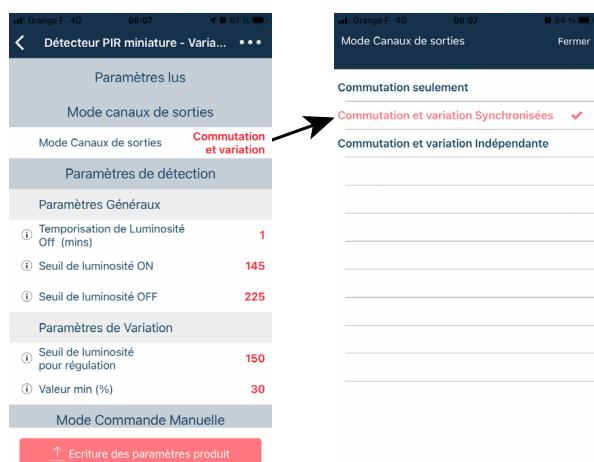 Orange F 4G 08:07 87 %
Détecteur PIR miniature - Varia...
Paramètres lus
Mode canaux de sorties
Mode Canaux de sorties
Commutation
et variation
Paramètres de détection
Paramètres Généraux
Temporisation de Luminosité
Off (mins)
1
Seuil de luminosité ON
145
Seuil de luminosité OFF
225
Paramètres de Variation
Seuil de luminosité
pour régulation
150
Valeur min (%)
30
Mode Commande Manuelle
Ecriture des paramètres produit
Orange F 4G 08:07 84 %
Mode Canaux de sorties
Fermer
Commutation seulement
Commutation et variation Synchronisées
Commutation et variation Indépendante